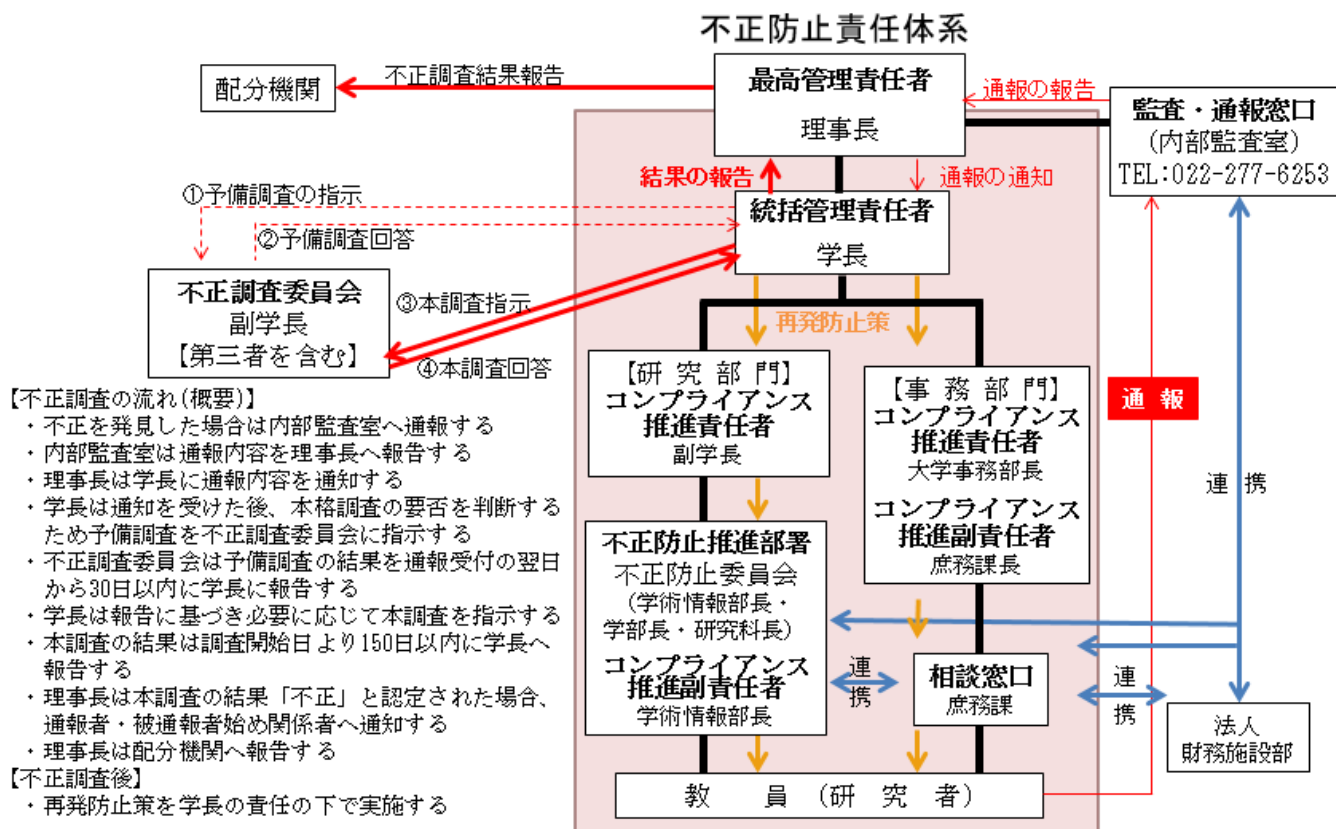 不正防止責任体系
配分機関
不正調査結果報告
最高管理責任者
理事長
通報の報告
監査・通報窓口
(内部監査室)
TEL:022-277-6253
結果の報告
通報の通知
①予備調査の指示
②予備調査回答
統括管理責任者
学長
不正調査委員会
副学長
【第三者を含む】
③本調査指示
④本調査回答
再発防止策
【研究部門】
コンプライアンス
推進責任者
副学長
【事務部門】
コンプライアンス
推進責任者
大学事務部長
コンプライアンス
推進副責任者
庶務課長
通報
連携
不正防止推進部署
不正防止委員会
(学術情報部長・
学部長・研究科長)
コンプライアンス
推進副責任者
学術情報部長
連携
相談窓口
庶務課
連携
法人
財務施設部
教員(研究者)
【不正調査の流れ(概要)】
・不正を発見した場合は内部監査室へ通報する
・内部監査室は通報内容を理事長へ報告する
・理事長は学長に通報内容を通知する
・学長は通知を受けた後、本格調査の要否を判断する
ため予備調査を不正調査委員会に指示する
・不正調査委員会は予備調査の結果を通報受付の翌日
から30日以内に学長に報告する
・学長は報告に基づき必要に応じて本調査を指示する
・本調査の結果は調査開始日より150日以内に学長へ
報告する
・理事長は本調査の結果「不正」と認定された場合、
通報者・被通報者始め関係者へ通知する
・理事長は配分機関へ報告する
【不正調査後】
・再発防止策を学長の責任の下で実施する